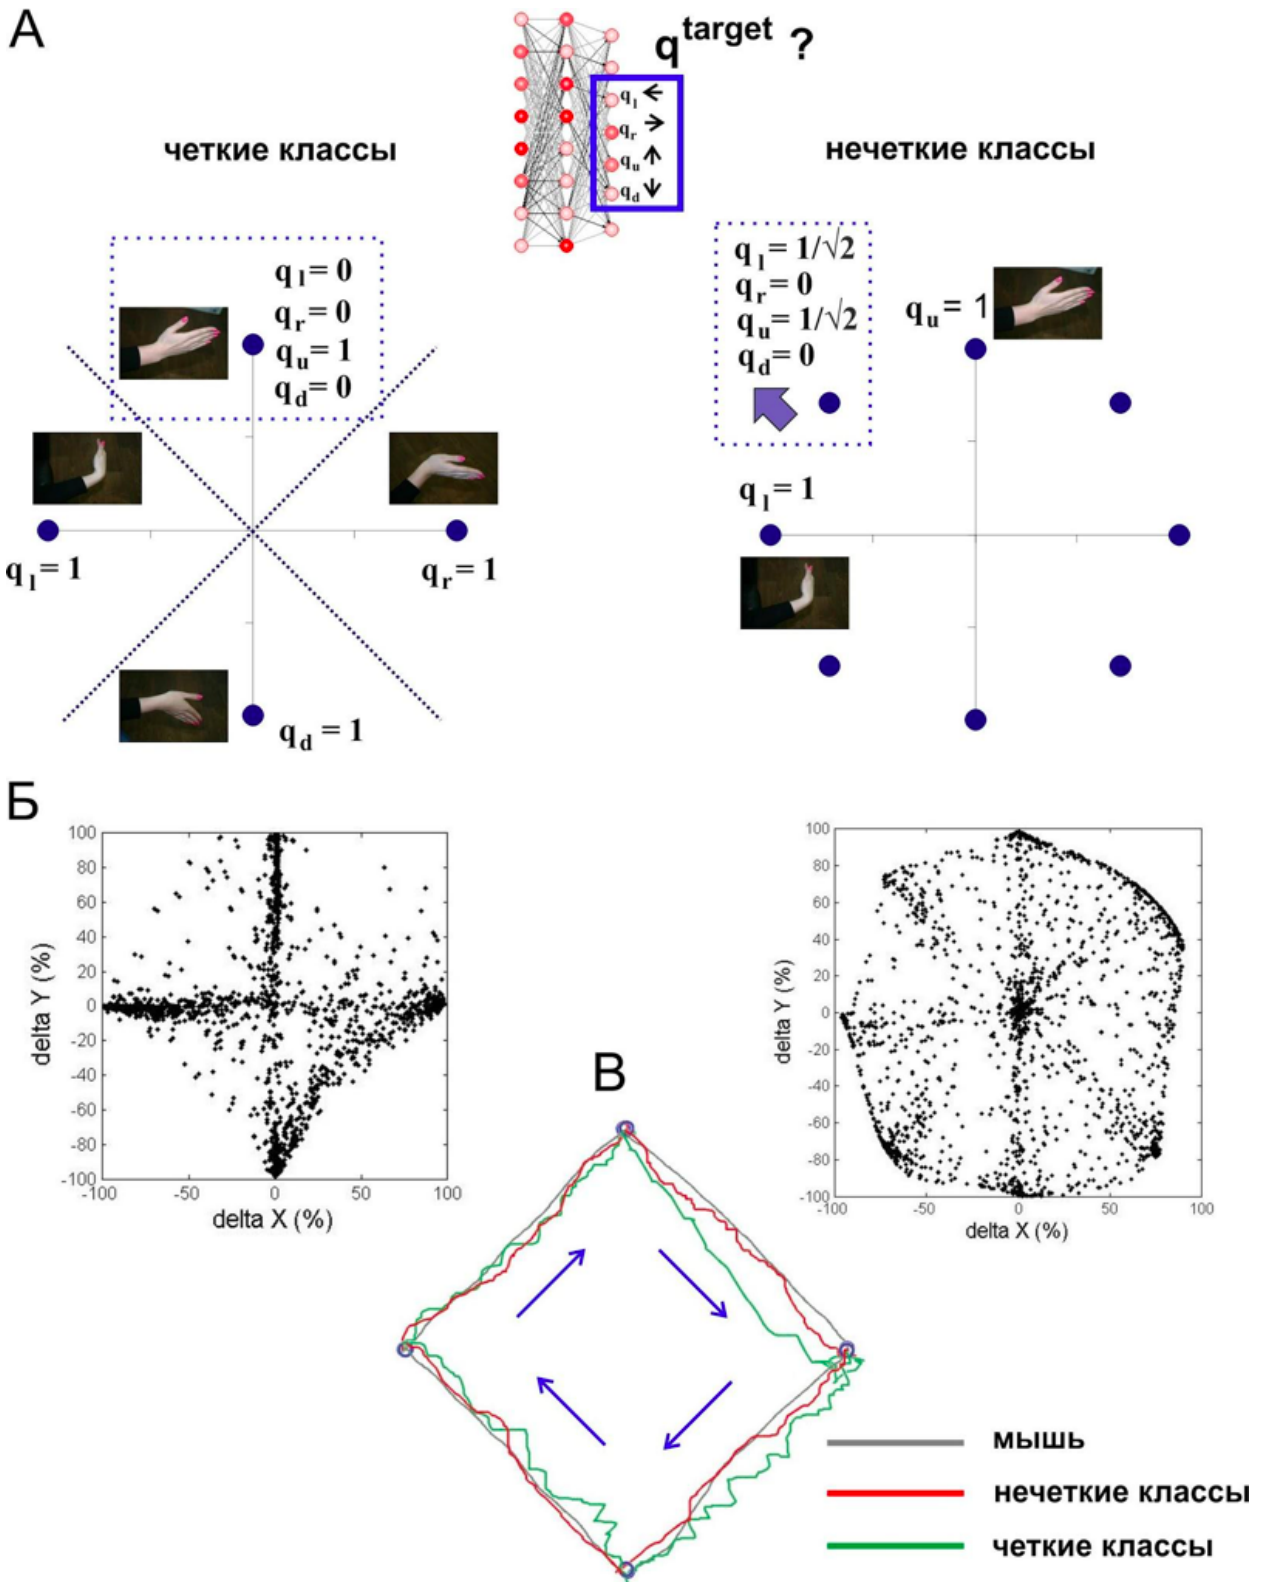 А
q^target ?
q_l ←
q_r →
q_u ↑
q_d ↓
четкие классы
нечеткие классы
q_l = 0
q_r = 0
q_u = 1
q_d = 0
q_l = 1
q_r = 1
q_d = 1
q_l = 1/√2
q_r = 0
q_u = 1/√2
q_d = 0
q_u = 1
q_l = 1
Б
100
80
60
40
20
0
-20
-40
-60
-80
-100
delta Y (%)
-100 -50 0 50 100
delta X (%)
100
80
60
40
20
0
-20
-40
-60
-80
-100
delta Y (%)
-100 -50 0 50 100
delta X (%)
В
мышь
нечеткие классы
четкие классы